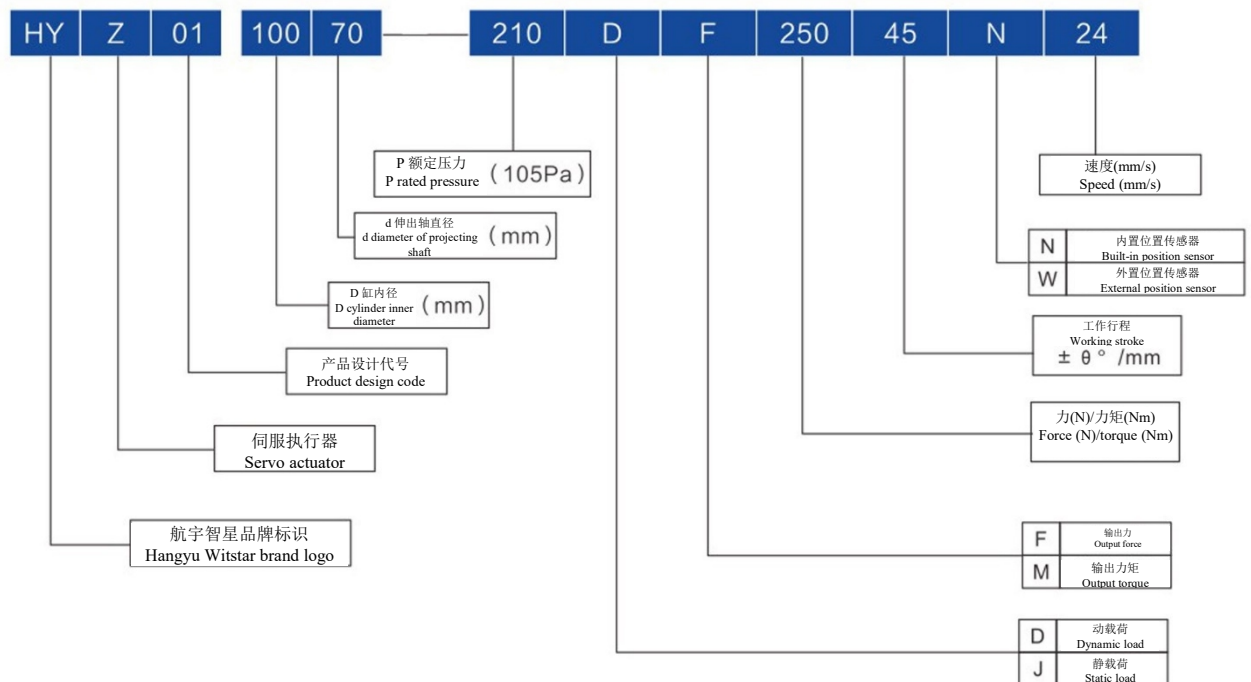 HY Z 01 100 70 210 D F 250 45 N 24
P 额定压力
P rated pressure (105Pa)
速度(mm/s)
Speed (mm/s)
d 伸出轴直径
d diameter of projecting (mm)
shaft
N 内置位置传感器
Built-in position sensor
W 外置位置传感器
External position sensor
D 缸内径
D cylinder inner (mm)
diameter
工作行程
Working stroke
± θ° /mm
产品设计代号
Product design code
力(N)/力矩(Nm)
Force (N)/torque (Nm)
伺服执行器
Servo actuator
航宇智星品牌标识
Hangyu Witstar brand logo
F 输出力
Output force
M 输出力矩
Output torque
D 动载荷
Dynamic load
J 静载荷
Static load